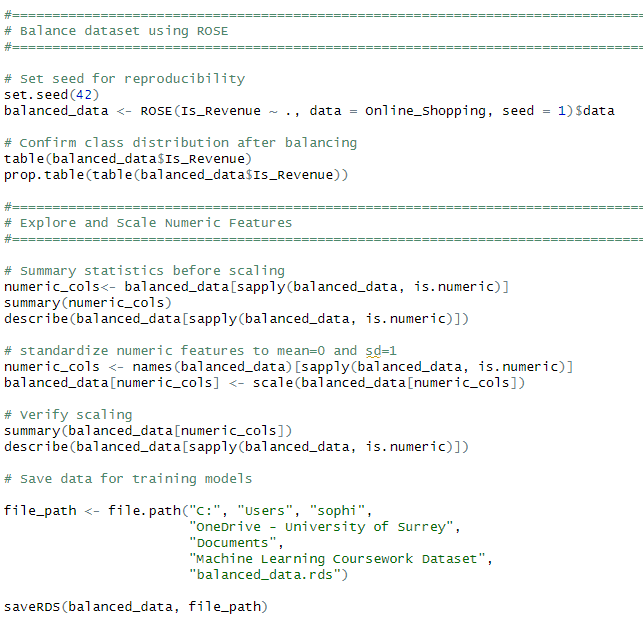 #===============================================================================
# Balance dataset using ROSE
#===============================================================================
# Set seed for reproducibility
set.seed(42)
balanced_data <- ROSE(Is_Revenue ~ ., data = Online_Shopping, seed = 1)$data
# Confirm class distribution after balancing
table(balanced_data$Is_Revenue)
prop.table(table(balanced_data$Is_Revenue))
#===============================================================================
# Explore and Scale Numeric Features
#===============================================================================
# Summary statistics before scaling
numeric_cols<- balanced_data[sapply(balanced_data, is.numeric)]
summary(numeric_cols)
describe(balanced_data[sapply(balanced_data, is.numeric)])
# standardize numeric features to mean=0 and sd=1
numeric_cols <- names(balanced_data)[sapply(balanced_data, is.numeric)]
balanced_data[numeric_cols] <- scale(balanced_data[numeric_cols])
# Verify scaling
summary(balanced_data[numeric_cols])
describe(balanced_data[sapply(balanced_data, is.numeric)])
# Save data for training models
file_path <- file.path("C:", "Users", "sophi",
"OneDrive - University of Surrey",
"Documents",
"Machine Learning Coursework Dataset",
"balanced_data.rds")
saveRDS(balanced_data, file_path)